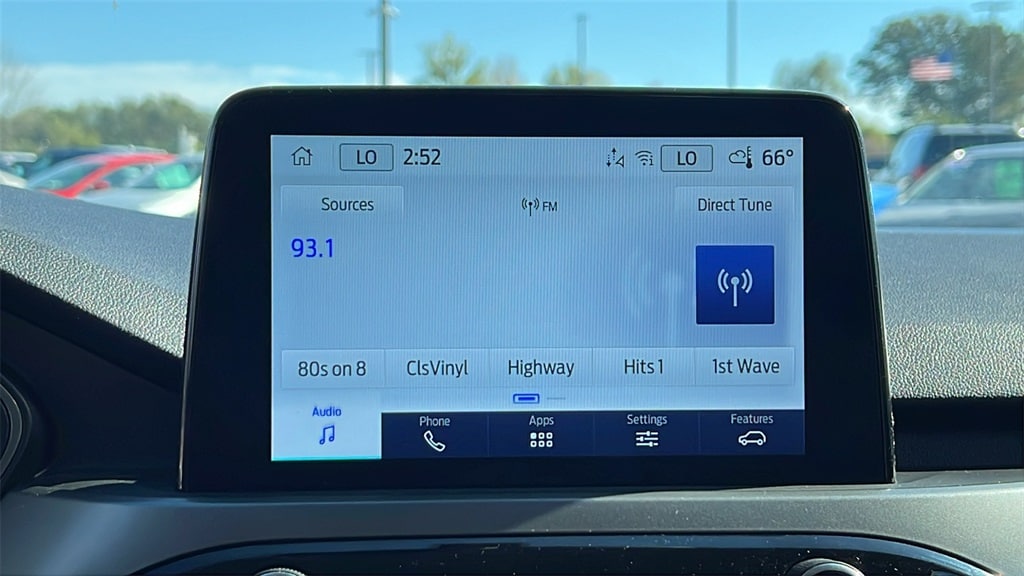 LO 2:52 LO 66°
Sources FM Direct Tune
93.1
80s on 8 ClsVinyl Highway Hits 1 1st Wave
Audio Phone Apps Settings Features